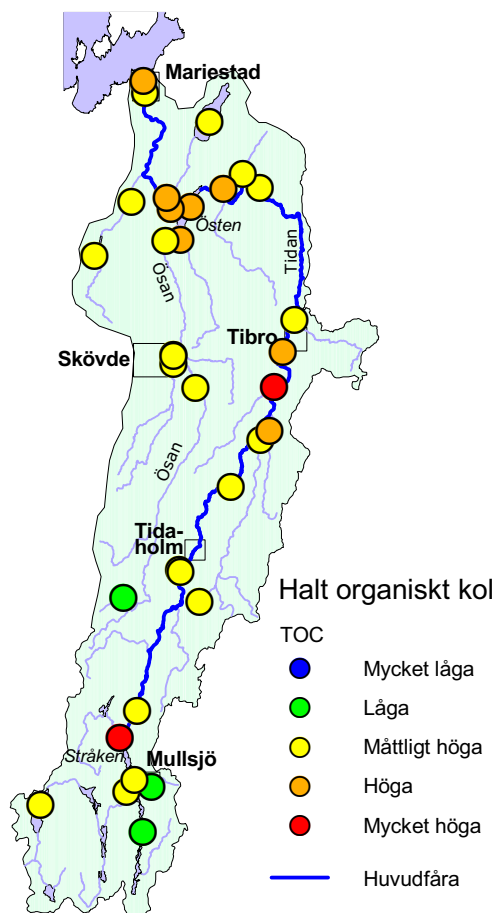 Mariestad
Östen
Ösan
Tidan
Tibro
Skövde
Ösan
Tida-
holm
Halt organiskt kol
TOC
Mycket låga
Låga
Måttligt höga
Höga
Mycket höga
Huvudfåra
Stråken
Mullsjö